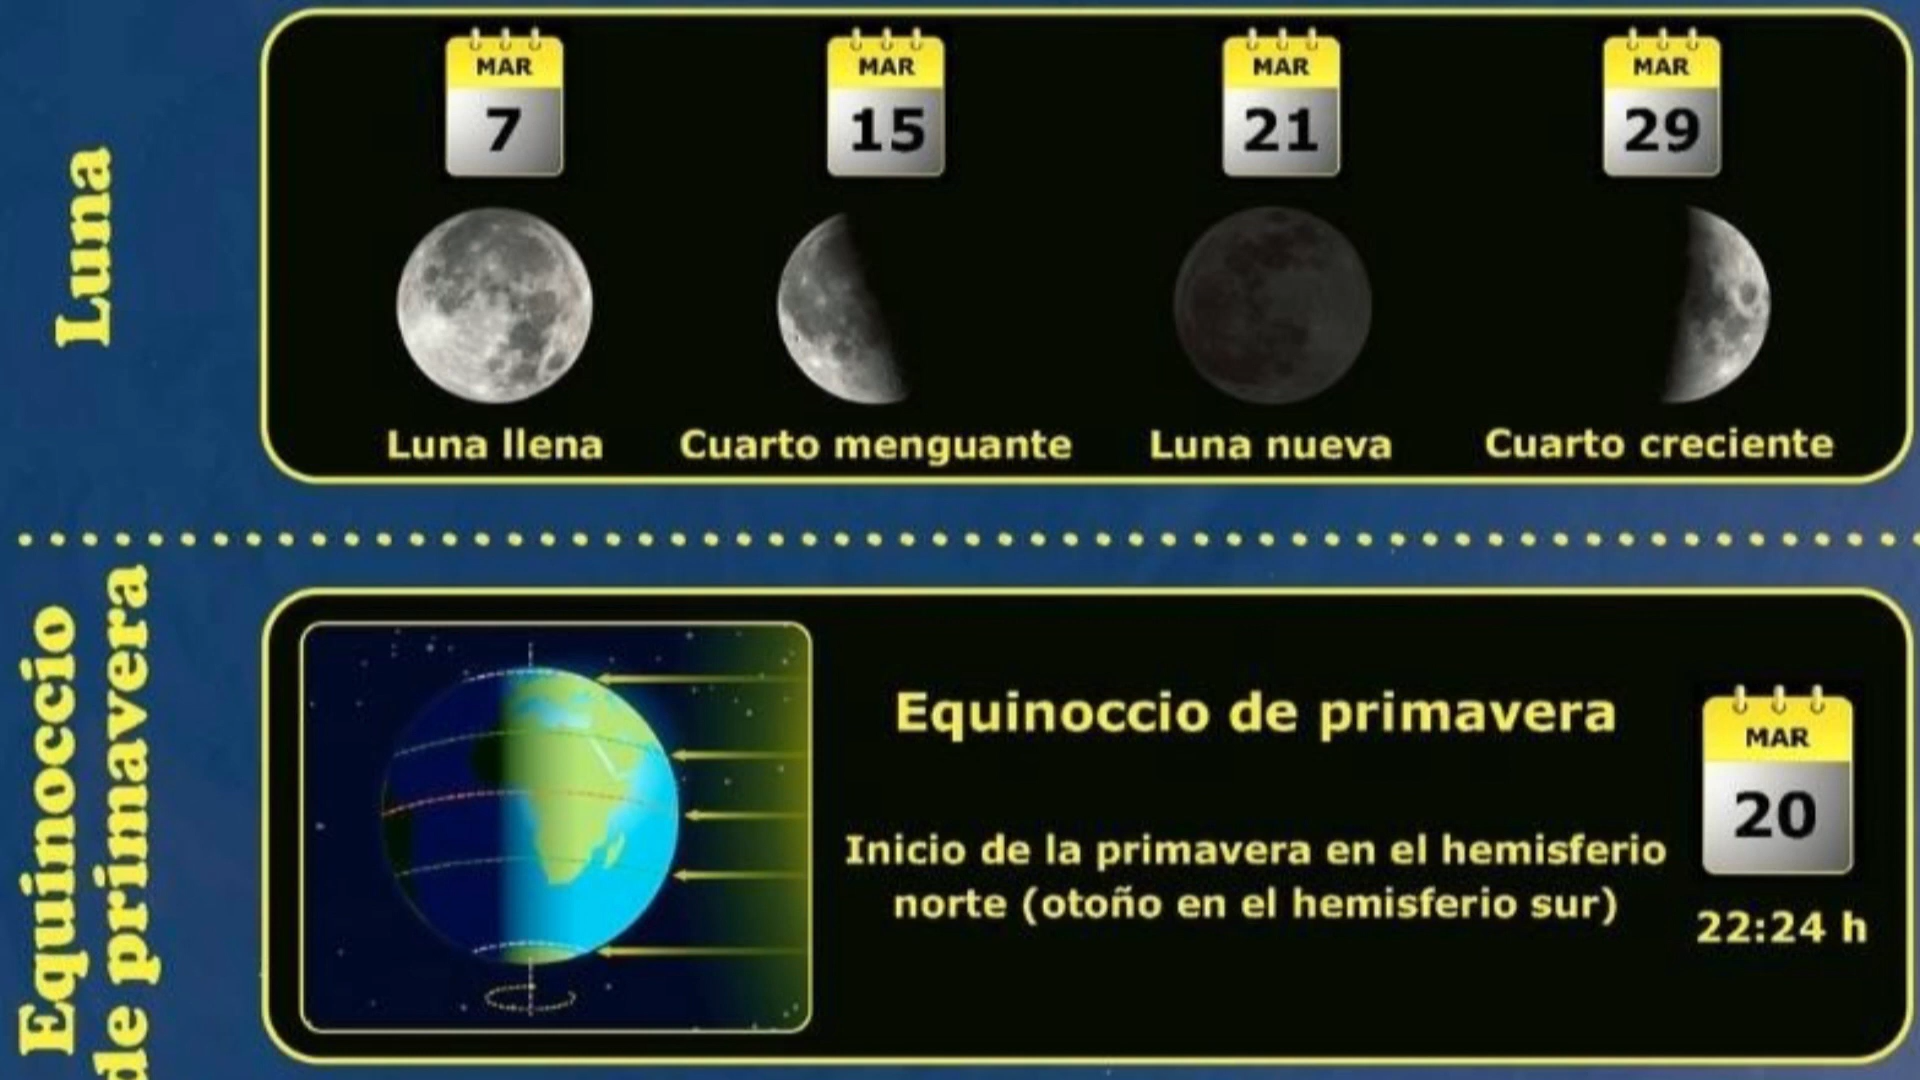 Luna
MAR
7
MAR
15
MAR
21
MAR
29
Luna llena
Cuarto menguante
Luna nueva
Cuarto creciente
Equinoccio
de primavera
Equinoccio de primavera
Inicio de la primavera en el hemisferio
norte (otoño en el hemisferio sur)
MAR
20
22:24 h